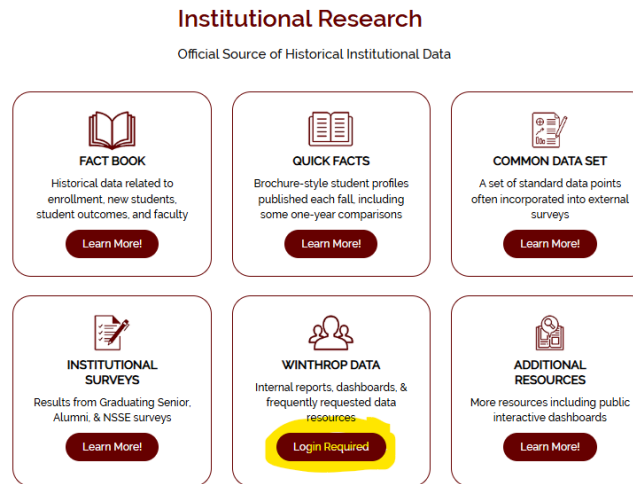 Institutional Research
Official Source of Historical Institutional Data
FACT BOOK
Historical data related to
enrollment, new students,
student outcomes, and faculty
Learn More!
QUICK FACTS
Brochure-style student profiles
published each fall, including
some one-year comparisons
Learn More!
COMMON DATA SET
A set of standard data points
often incorporated into external
surveys
Learn More!
INSTITUTIONAL
SURVEYS
Results from Graduating Senior,
Alumni, & NSSE surveys
Learn More!
WINTHROP DATA
Internal reports, dashboards, &
frequently requested data
resources
Login Required
ADDITIONAL
RESOURCES
More resources including public
interactive dashboards
Learn More!